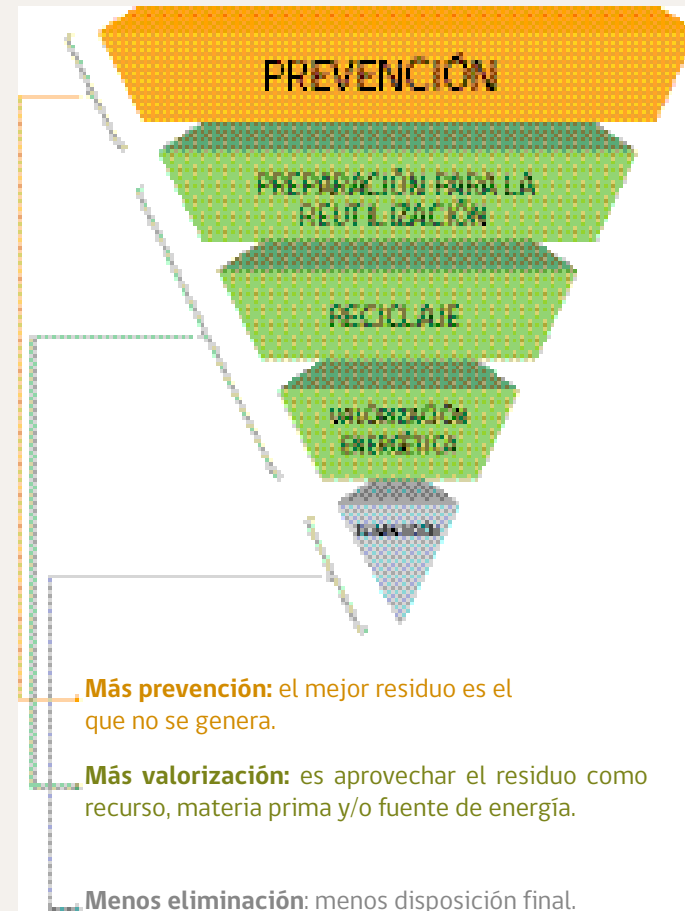 PREVENCIÓN
PREPARACIÓN PARA LA
REUTILIZACIÓN
RECICLAJE
VALORIZACIÓN
ENERGÉTICA
ELIMINACIÓN
Más prevención: el mejor residuo es el
que no se genera.
Más valorización: es aprovechar el residuo como
recurso, materia prima y/o fuente de energía.
Menos eliminación: menos disposición final.